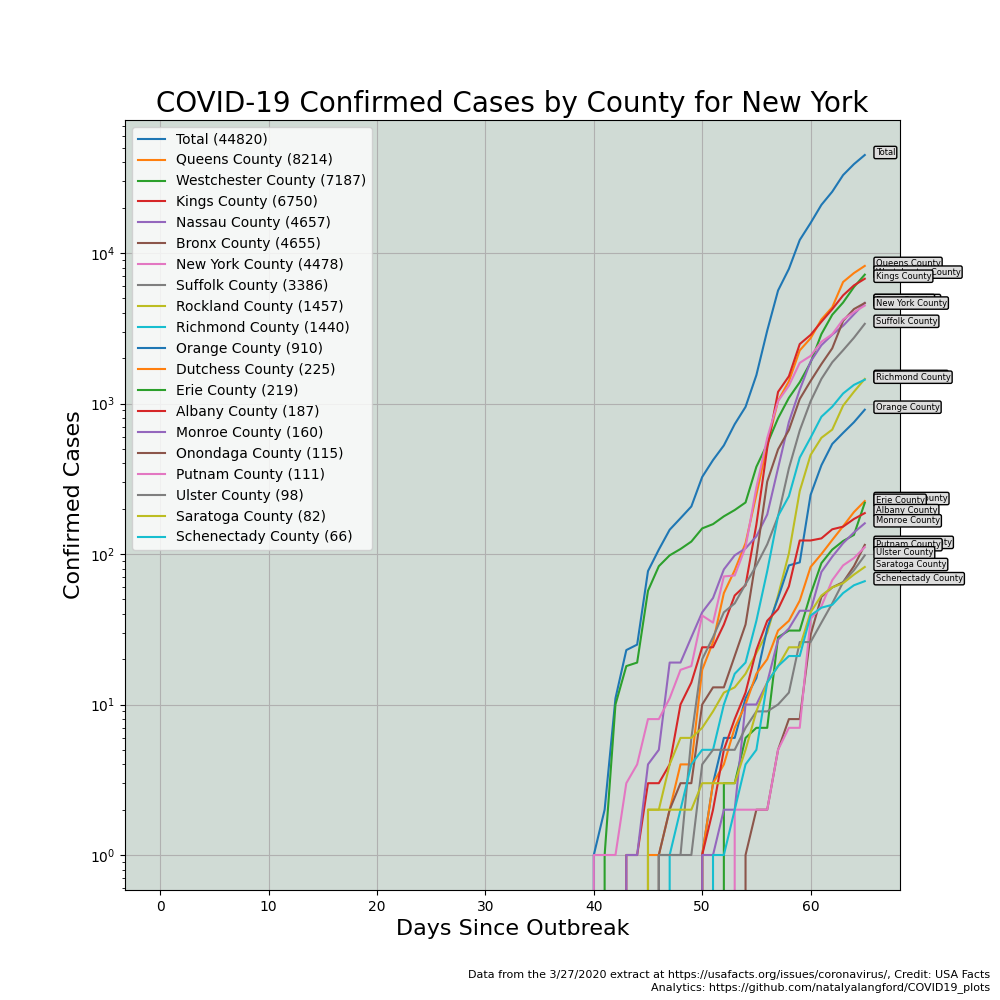 COVID-19 Confirmed Cases by County for New York
Total (44820)
Queens County (8214)
Westchester County (7187)
Kings County (6750)
Nassau County (4657)
Bronx County (4655)
New York County (4478)
Suffolk County (3386)
Rockland County (1457)
Richmond County (1440)
Orange County (910)
Dutchess County (225)
Erie County (219)
Albany County (187)
Monroe County (160)
Onondaga County (115)
Putnam County (111)
Ulster County (98)
Saratoga County (82)
Schenectady County (66)
Total
Queens County
County
Kings County
New York County
Suffolk County
Richmond County
Orange County
Erie County
Albany County
Monroe County
Putnam County
Ulster County
Saratoga County
Schenectady County
Confirmed Cases
10⁴
10³
10²
10¹
10⁰
0 10 20 30 40 50 60
Days Since Outbreak
Data from the 3/27/2020 extract at https://usafacts.org/issues/coronavirus/, Credit: USA Facts
Analytics: https://github.com/natalyalangford/COVID19_plots